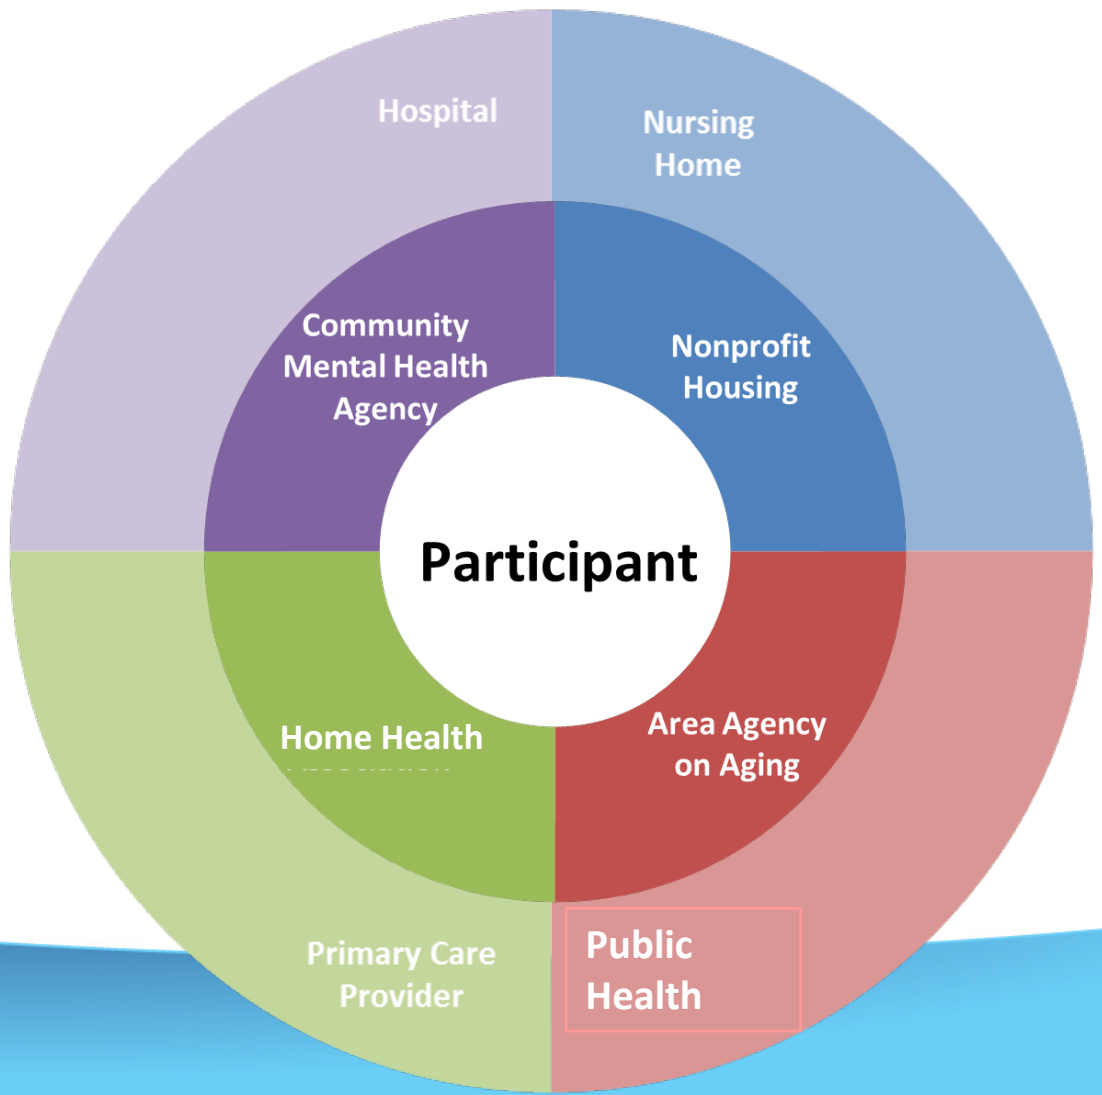 Hospital
Nursing
Home
Community
Mental Health
Agency
Nonprofit
Housing
Participant
Home Health
Area Agency
on Aging
Primary Care
Provider
Public
Health